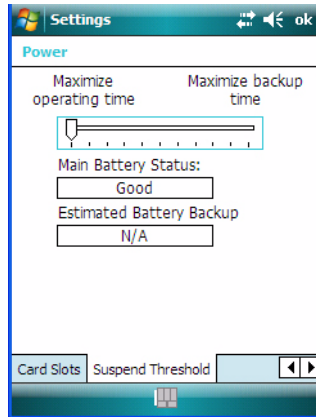 Settings
ok
Power
Maximize operating time
Maximize backup time
Main Battery Status:
Good
Estimated Battery Backup
N/A
Card Slots
Suspend Threshold